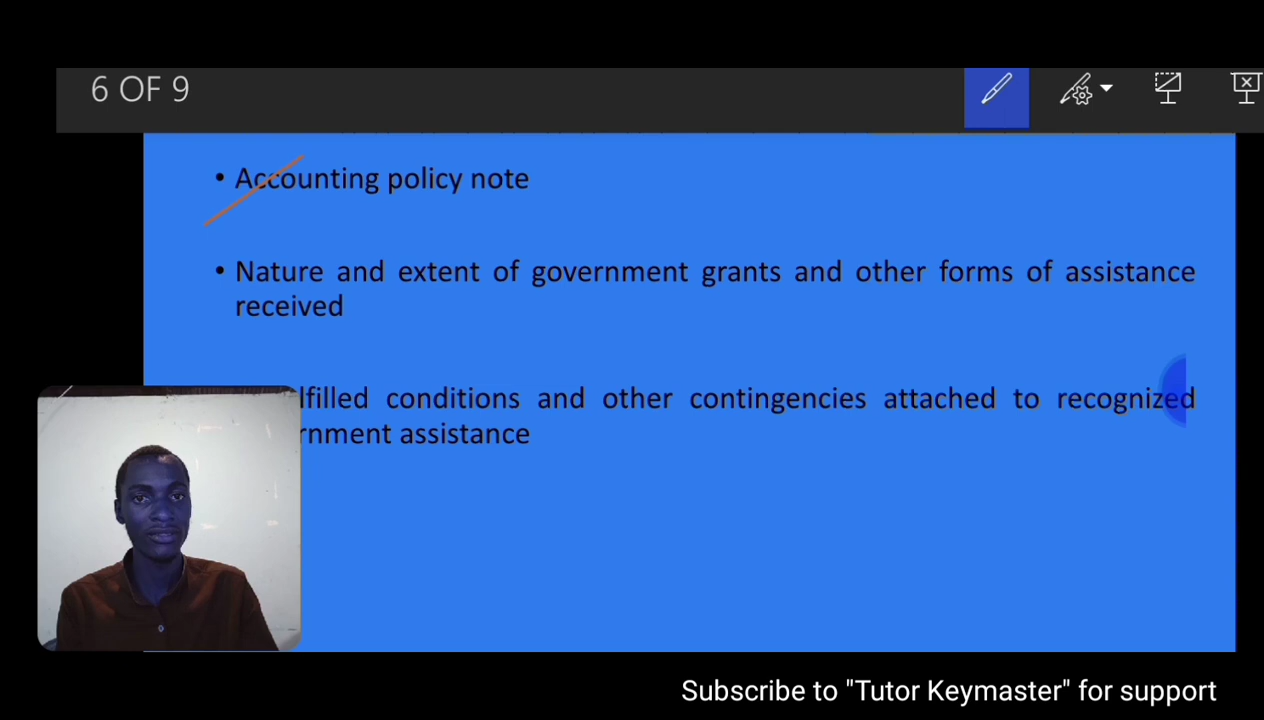 6 OF 9
• Accounting policy note
• Nature and extent of government grants and other forms of assistance
received
lfilled conditions and other contingencies attached to recognized
rnment assistance
Subscribe to "Tutor Keymaster" for support